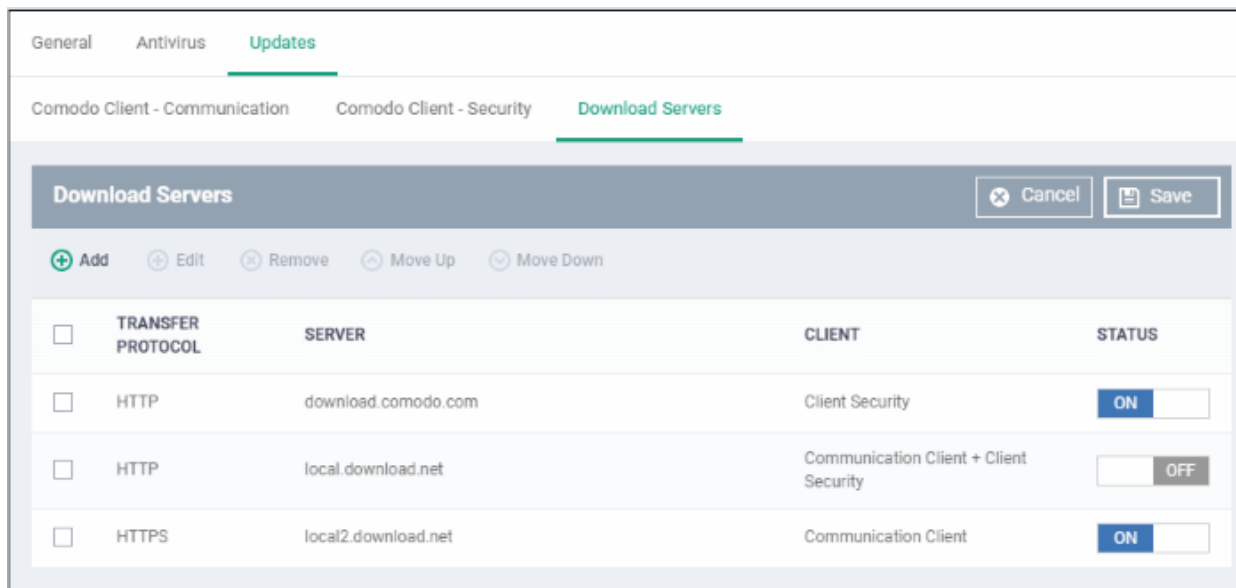 General Antivirus Updates
Comodo Client - Communication Comodo Client - Security Download Servers
Download Servers Cancel Save
Add Edit Remove Move Up Move Down
TRANSFER
PROTOCOL SERVER CLIENT STATUS
HTTP download.comodo.com Client Security ON
HTTP local.download.net Communication Client + Client
Security OFF
HTTPS local2.download.net Communication Client ON